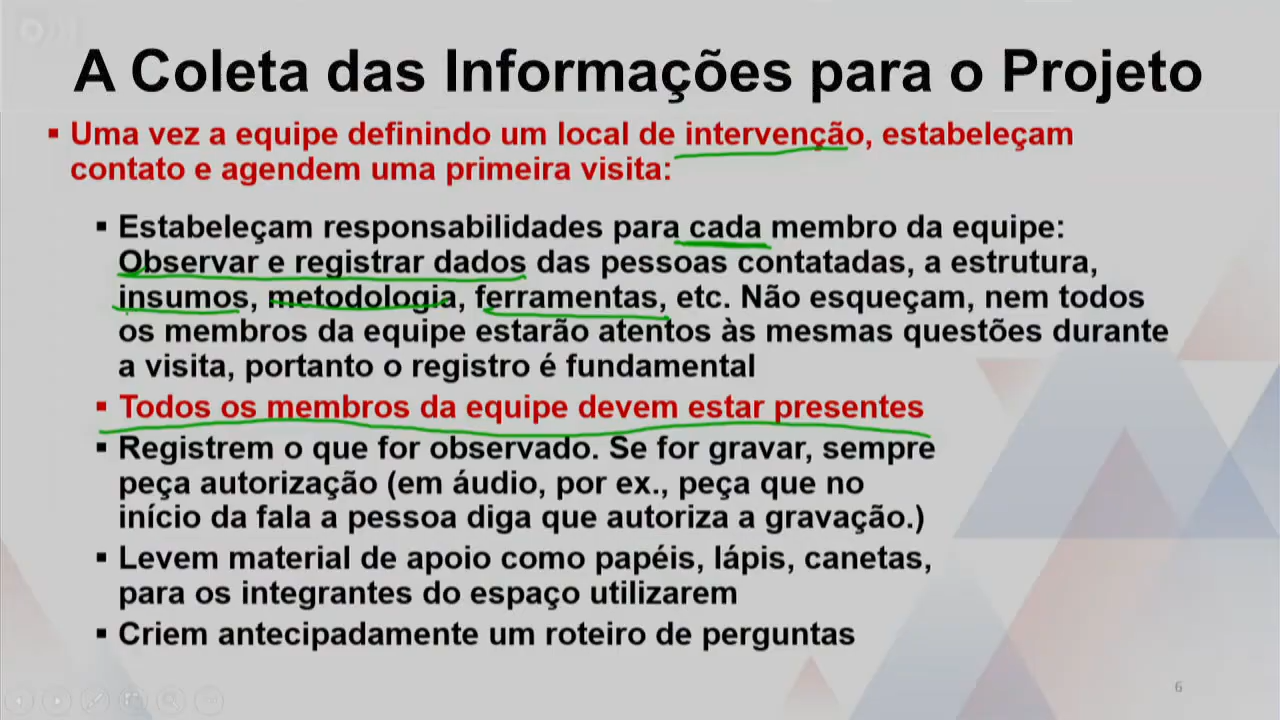 A Coleta das Informações para o Projeto
▪ Uma vez a equipe definindo um local de intervenção, estabeleçam
contato e agendem uma primeira visita:
▪ Estabeleçam responsabilidades para cada membro da equipe:
Observar e registrar dados das pessoas contatadas, a estrutura,
insumos, metodologia, ferramentas, etc. Não esqueçam, nem todos
os membros da equipe estarão atentos às mesmas questões durante
a visita, portanto o registro é fundamental
▪ Todos os membros da equipe devem estar presentes
▪ Registrem o que for observado. Se for gravar, sempre
peça autorização (em áudio, por ex., peça que no
início da fala a pessoa diga que autoriza a gravação.)
▪ Levem material de apoio como papéis, lápis, canetas,
para os integrantes do espaço utilizarem
▪ Criem antecipadamente um roteiro de perguntas
6